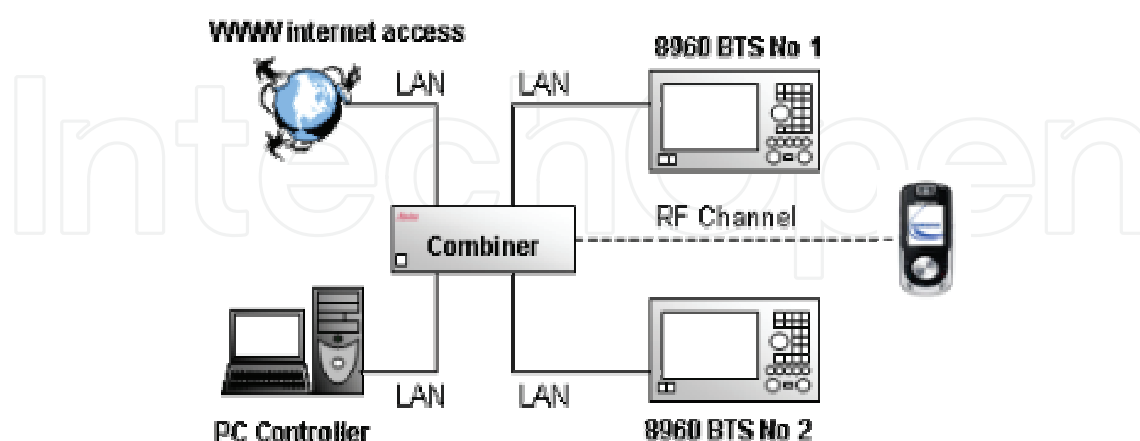 WWW internet access
8960 BTS No 1
LAN
LAN
IntechOpen
RF Channel
Combiner
LAN
LAN
PC Controller
8960 BTS No 2